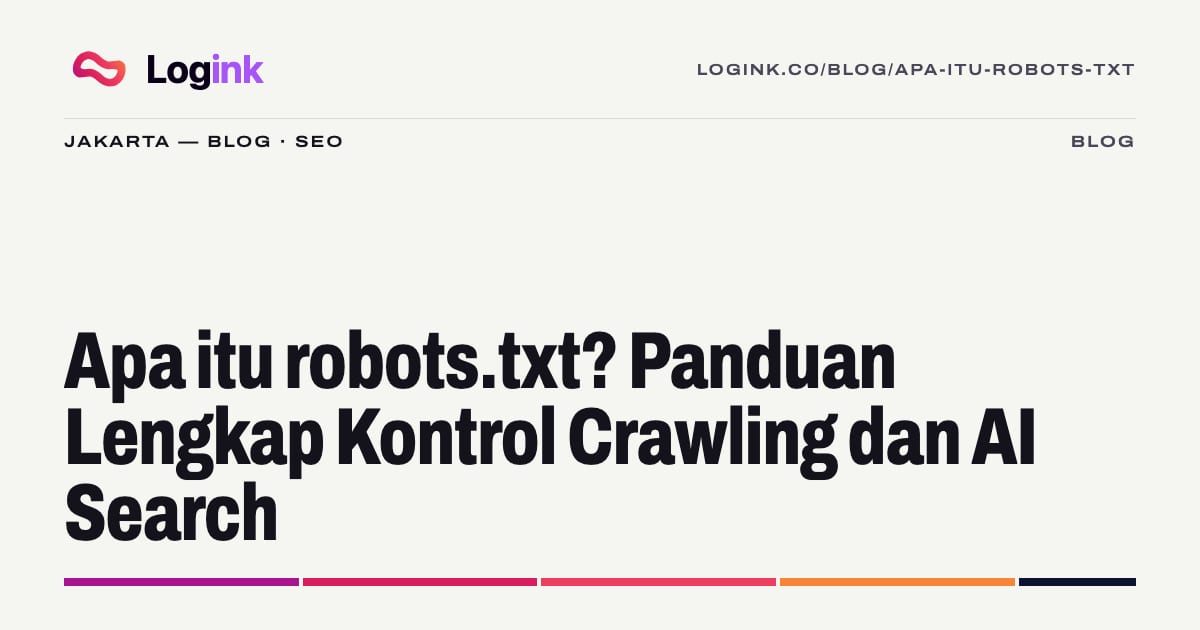 Logink
LOGINK.CO/BLOG/APA-ITU-ROBOTS-TXT
JAKARTA — BLOG · SEO
BLOG
Apa itu robots.txt? Panduan
Lengkap Kontrol Crawling dan AI
Search